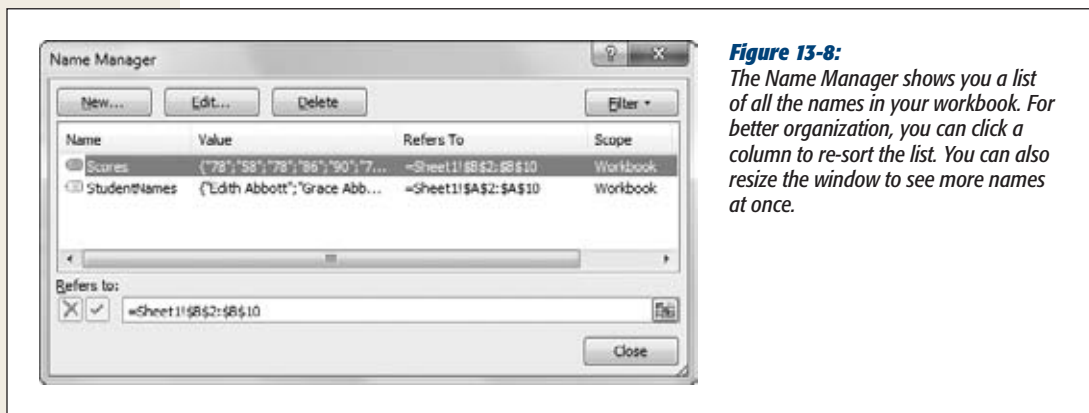 Name Manager
New... Edit... Delete Filter
Name Value Refers To Scope
Scores {"78";"58";"78";"86";"90";"7... =Sheet1!$B$2:$B$10 Workbook
StudentNames {"Edith Abbott";"Grace Abb... =Sheet1!$A$2:$A$10 Workbook
Refers to:
=Sheet1!$B$2:$B$10
Close
Figure 13-8:
The Name Manager shows you a list
of all the names in your workbook. For
better organization, you can click a
column to re-sort the list. You can also
resize the window to see more names
at once.